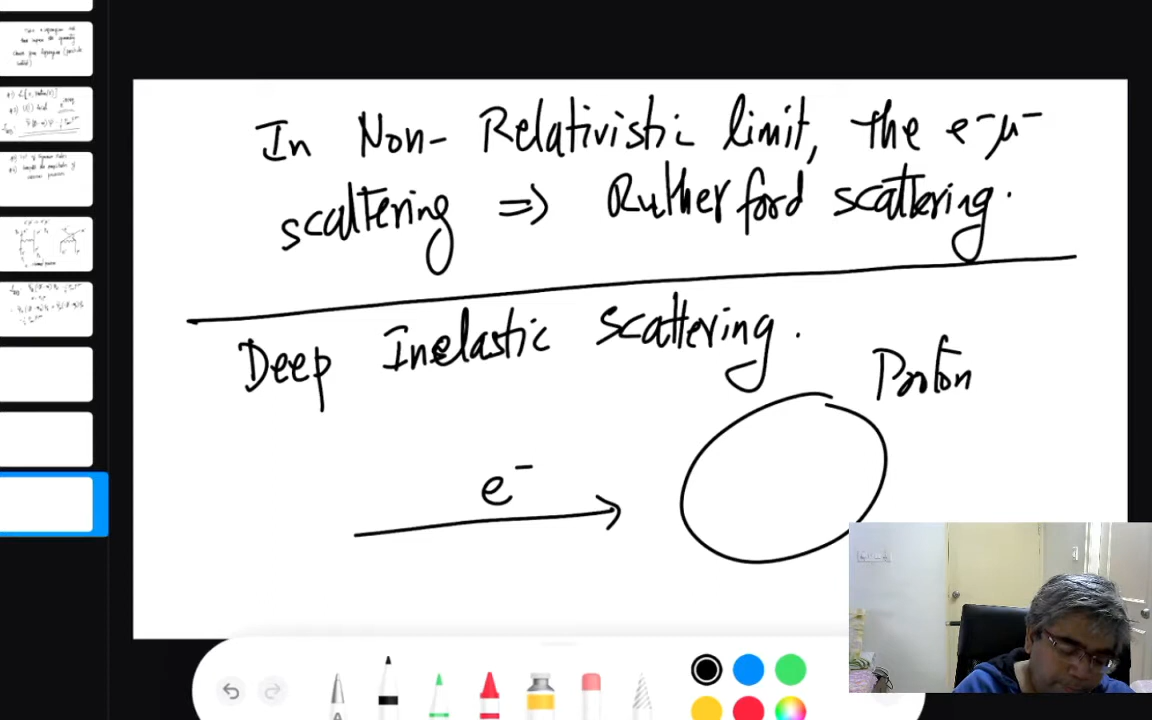 In Non-Relativistic limit, the e⁻μ⁻
scattering ⇒ Rutherford scattering.
Deep Inelastic scattering.
Proton
e⁻